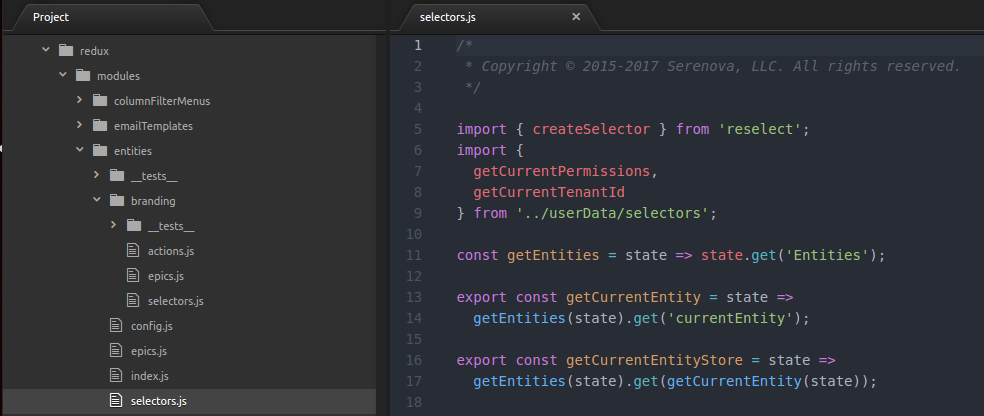 Project
redux
modules
columnFilterMenus
emailTemplates
entities
__tests__
branding
__tests__
actions.js
epics.js
selectors.js
config.js
epics.js
index.js
selectors.js
selectors.js
1 /*
2  * Copyright © 2015-2017 Serenova, LLC. All rights reserved.
3  */
4
5 import { createSelector } from 'reselect';
6 import {
7   getCurrentPermissions,
8   getCurrentTenantId
9 } from '../userData/selectors';
10
11 const getEntities = state => state.get('Entities');
12
13 export const getCurrentEntity = state =>
14   getEntities(state).get('currentEntity');
15
16 export const getCurrentEntityStore = state =>
17   getEntities(state).get(getCurrentEntity(state));
18